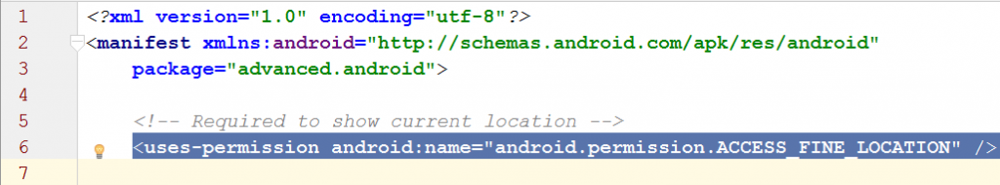 1 <?xml version="1.0" encoding="utf-8"?>
2 <manifest xmlns:android="http://schemas.android.com/apk/res/android"
3 package="advanced.android">
4
5 <!-- Required to show current location -->
6 <uses-permission android:name="android.permission.ACCESS_FINE_LOCATION" />
7